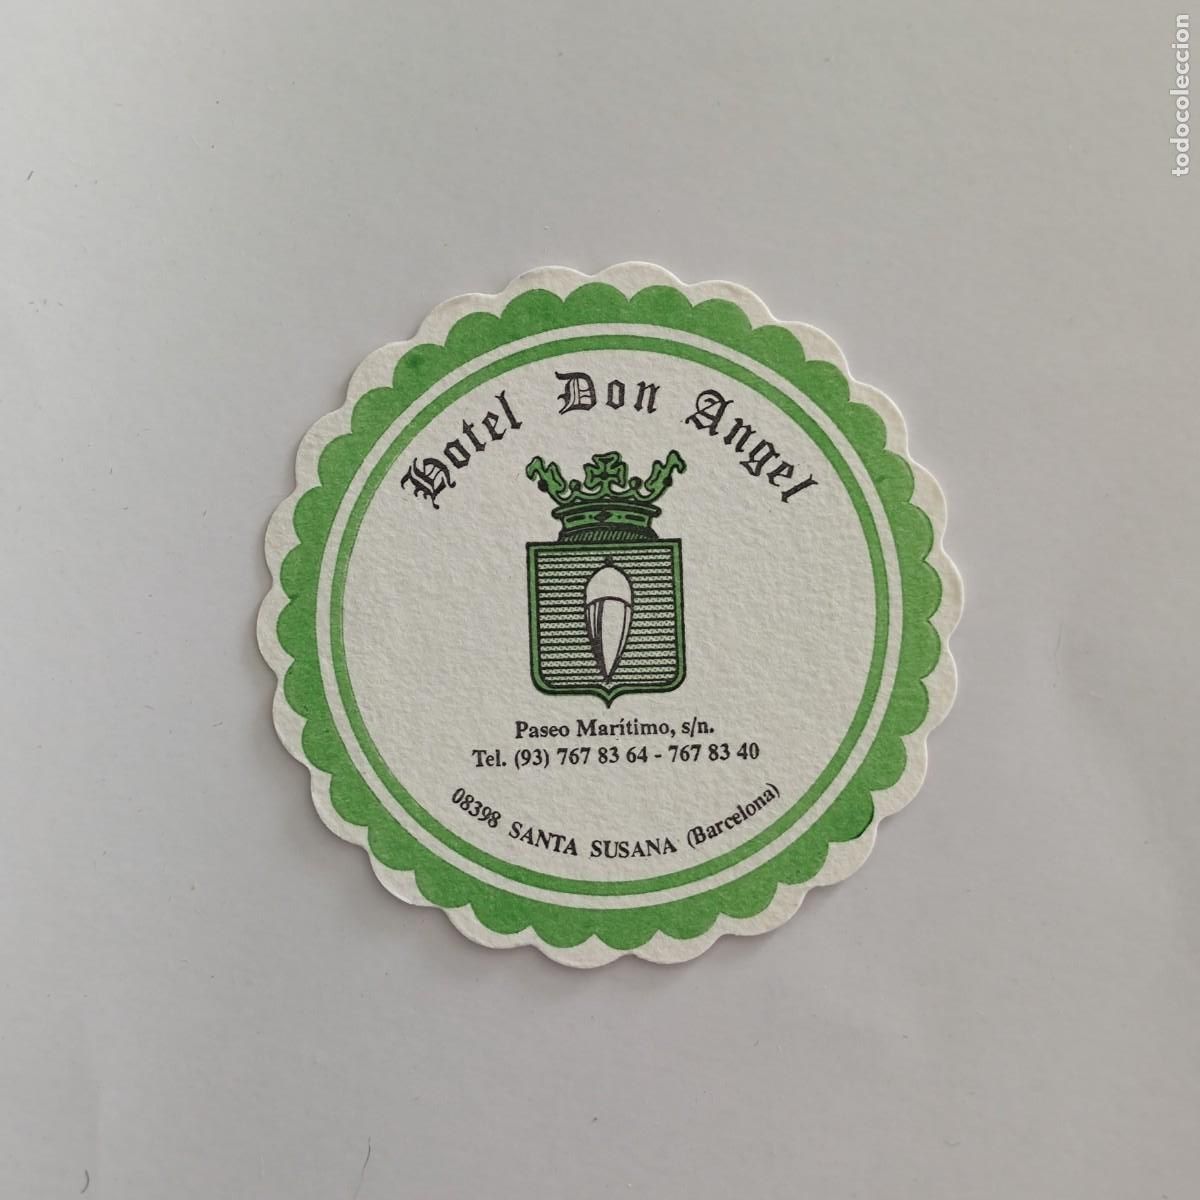 Hotel Don Angel
Paseo Marítimo, s/n.
Tel. (93) 767 83 64 - 767 83 40
08398 SANTA SUSANA (Barcelona)
todocoleccion